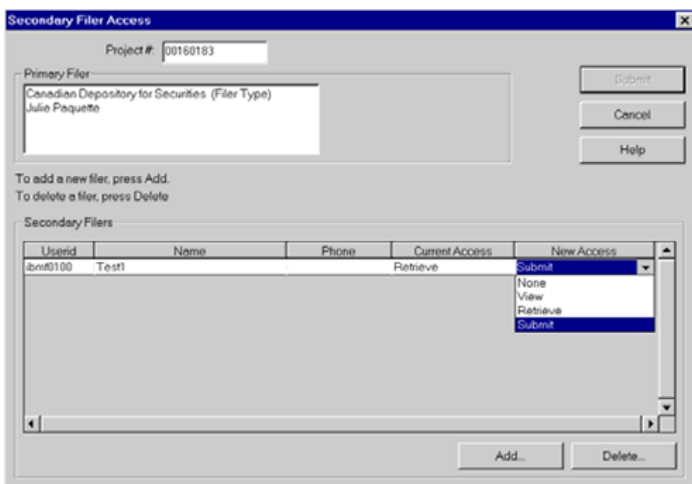 Secondary Filer Access
Project #: 00160183
Primary Filer
Canadian Depository for Securities (Filer Type)
Julie Paquette
Submit
Cancel
Help
To add a new filer, press Add.
To delete a filer, press Delete
Secondary Filers
Userid Name Phone Current Access New Access
ibmf0100 Test1 Retrieve Submit
None
View
Retrieve
Submit
Add... Delete...